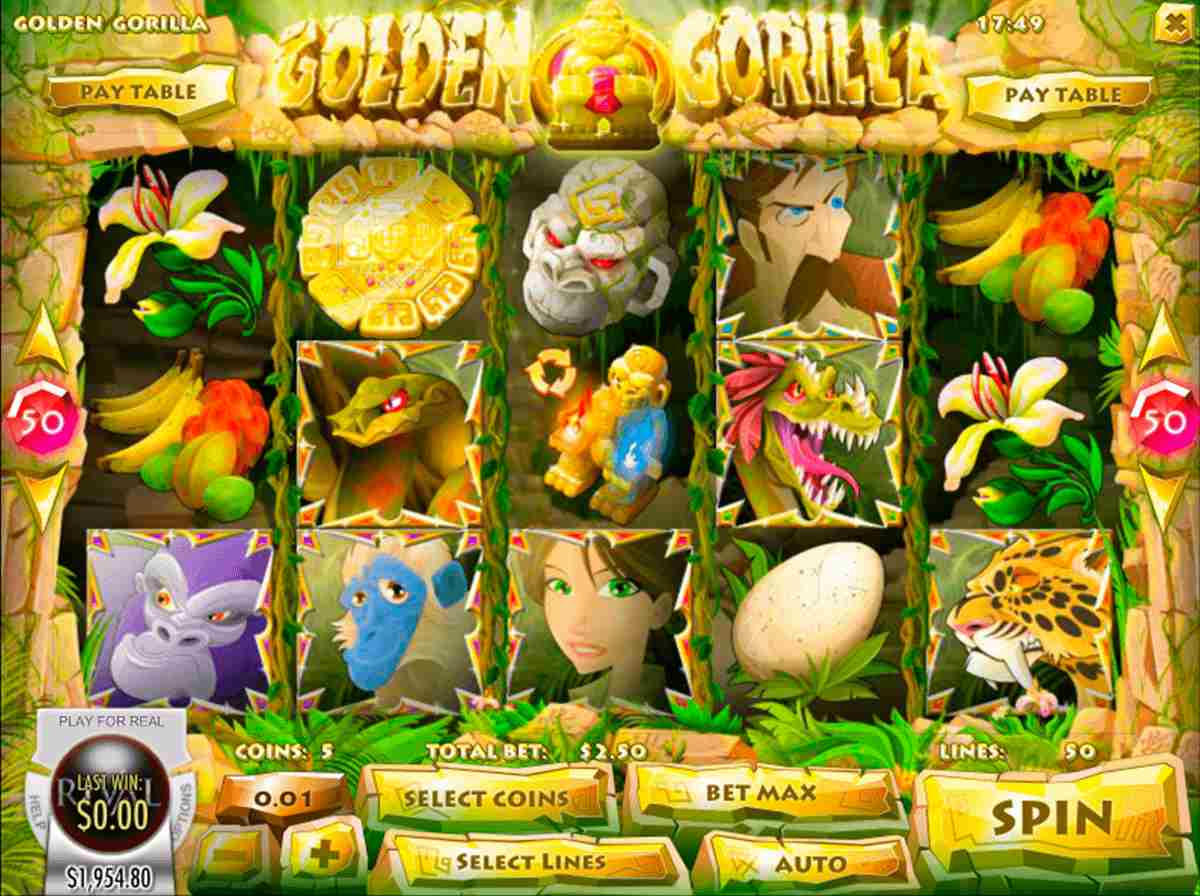 GOLDEN GORILLA
GOLDEN GORILLA
17:49
PAY TABLE
PAY TABLE
50
50
PLAY FOR REAL
COINS: 5
TOTAL BET: $2.50
LINES: 50
LAST WIN:
$0.00
HELP
OPTIONS
0.01
SELECT COINS
BET MAX
SPIN
SELECT LINES
AUTO
$1,954.80